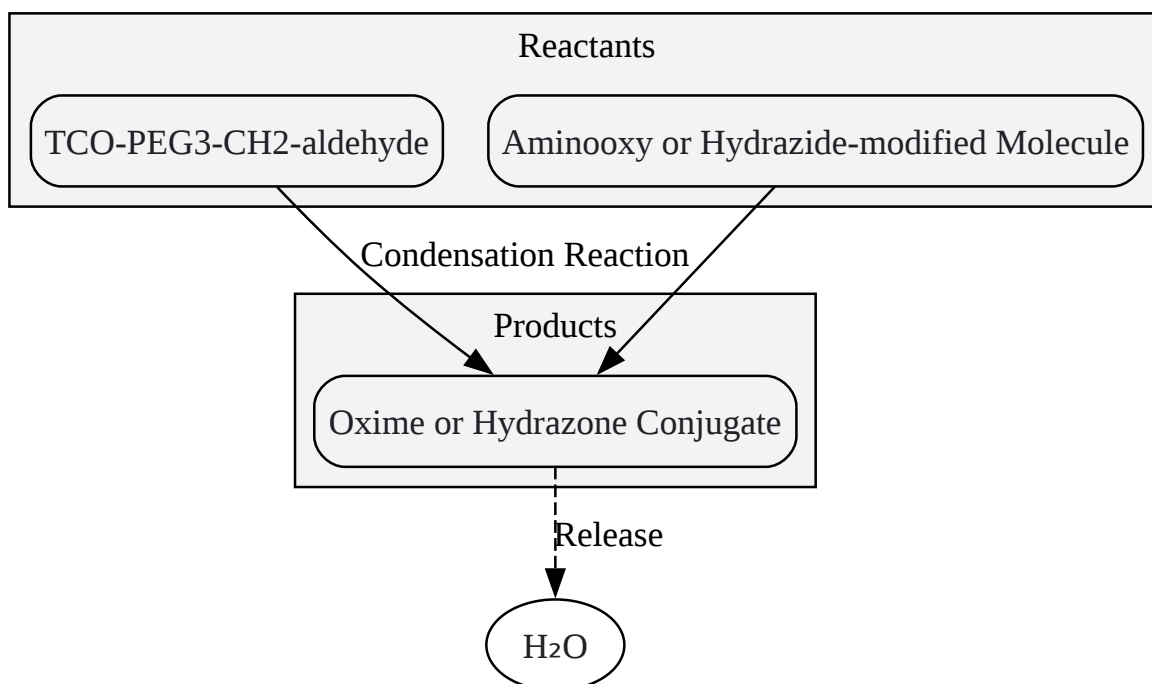 Reactants
TCO-PEG3-CH2-aldehyde
Aminooxy or Hydrazide-modified Molecule
Condensation Reaction
Products
Oxime or Hydrazone Conjugate
Release
H₂O